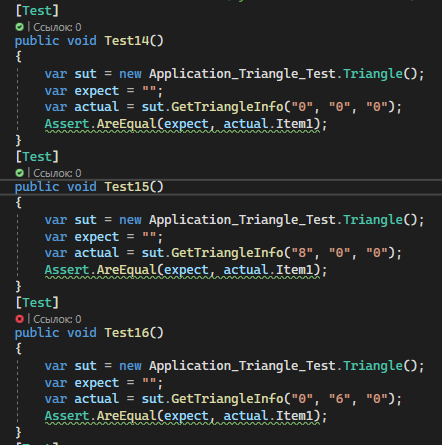 [Test]
| Ссылок: 0
public void Test14()
{
var sut = new Application_Triangle_Test.Triangle();
var expect = "";
var actual = sut.GetTriangleInfo("0", "0", "0");
Assert.AreEqual(expect, actual.Item1);
}
[Test]
| Ссылок: 0
public void Test15()
{
var sut = new Application_Triangle_Test.Triangle();
var expect = "";
var actual = sut.GetTriangleInfo("8", "0", "0");
Assert.AreEqual(expect, actual.Item1);
}
[Test]
| Ссылок: 0
public void Test16()
{
var sut = new Application_Triangle_Test.Triangle();
var expect = "";
var actual = sut.GetTriangleInfo("0", "6", "0");
Assert.AreEqual(expect, actual.Item1);
}
[Test]